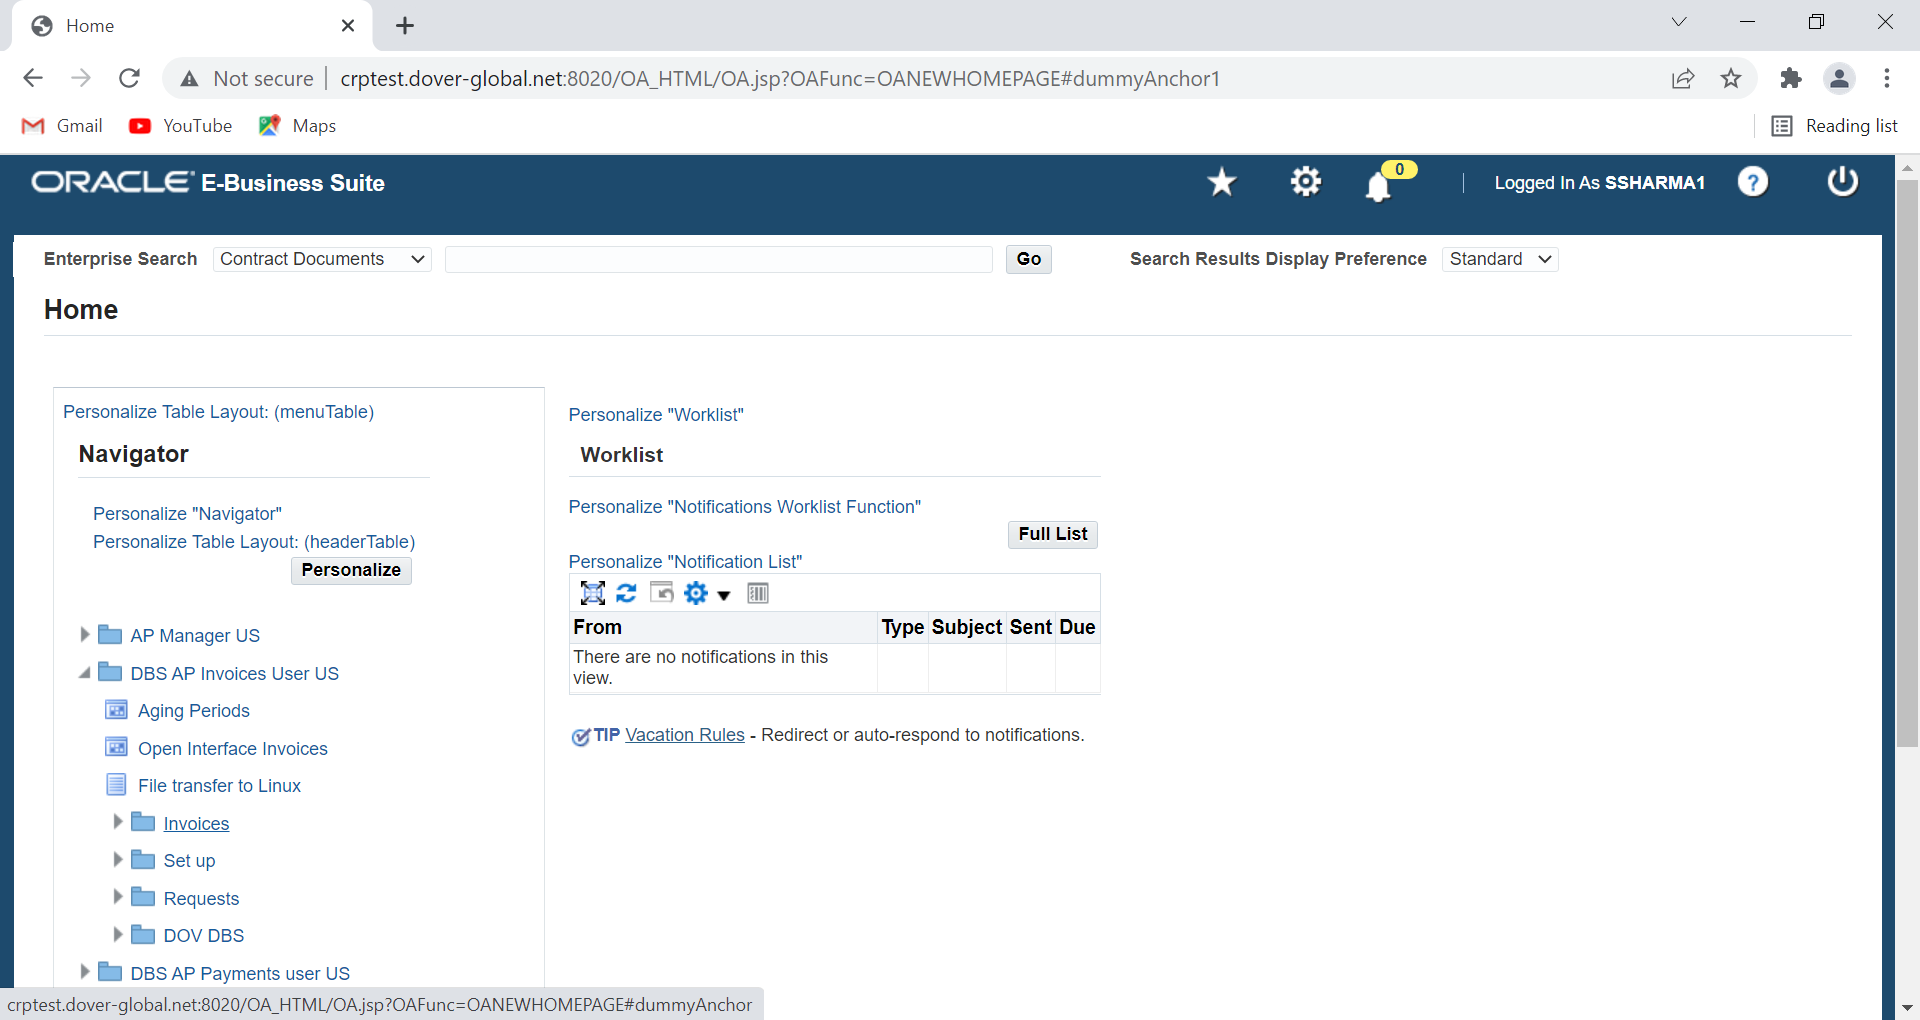 Home
Not secure crptest.dover-global.net:8020/OA_HTML/OA.jsp?OAFunc=OANEWHOMEPAGE#dummyAnchor1
Gmail YouTube Maps Reading list
ORACLE E-Business Suite 0 Logged In As SSHARMA1 ?
Enterprise Search Contract Documents Go Search Results Display Preference Standard
Home
Personalize Table Layout: (menuTable)
Navigator
Personalize "Navigator"
Personalize Table Layout: (headerTable)
Personalize
AP Manager US
DBS AP Invoices User US
Aging Periods
Open Interface Invoices
File transfer to Linux
Invoices
Set up
Requests
DOV DBS
DBS AP Payments user US
Personalize "Worklist"
Worklist
Personalize "Notifications Worklist Function"
Full List
Personalize "Notification List"
From Type Subject Sent Due
There are no notifications in this
view.
TIP Vacation Rules - Redirect or auto-respond to notifications.
crptest.dover-global.net:8020/OA_HTML/OA.jsp?OAFunc=OANEWHOMEPAGE#dummyAnchor